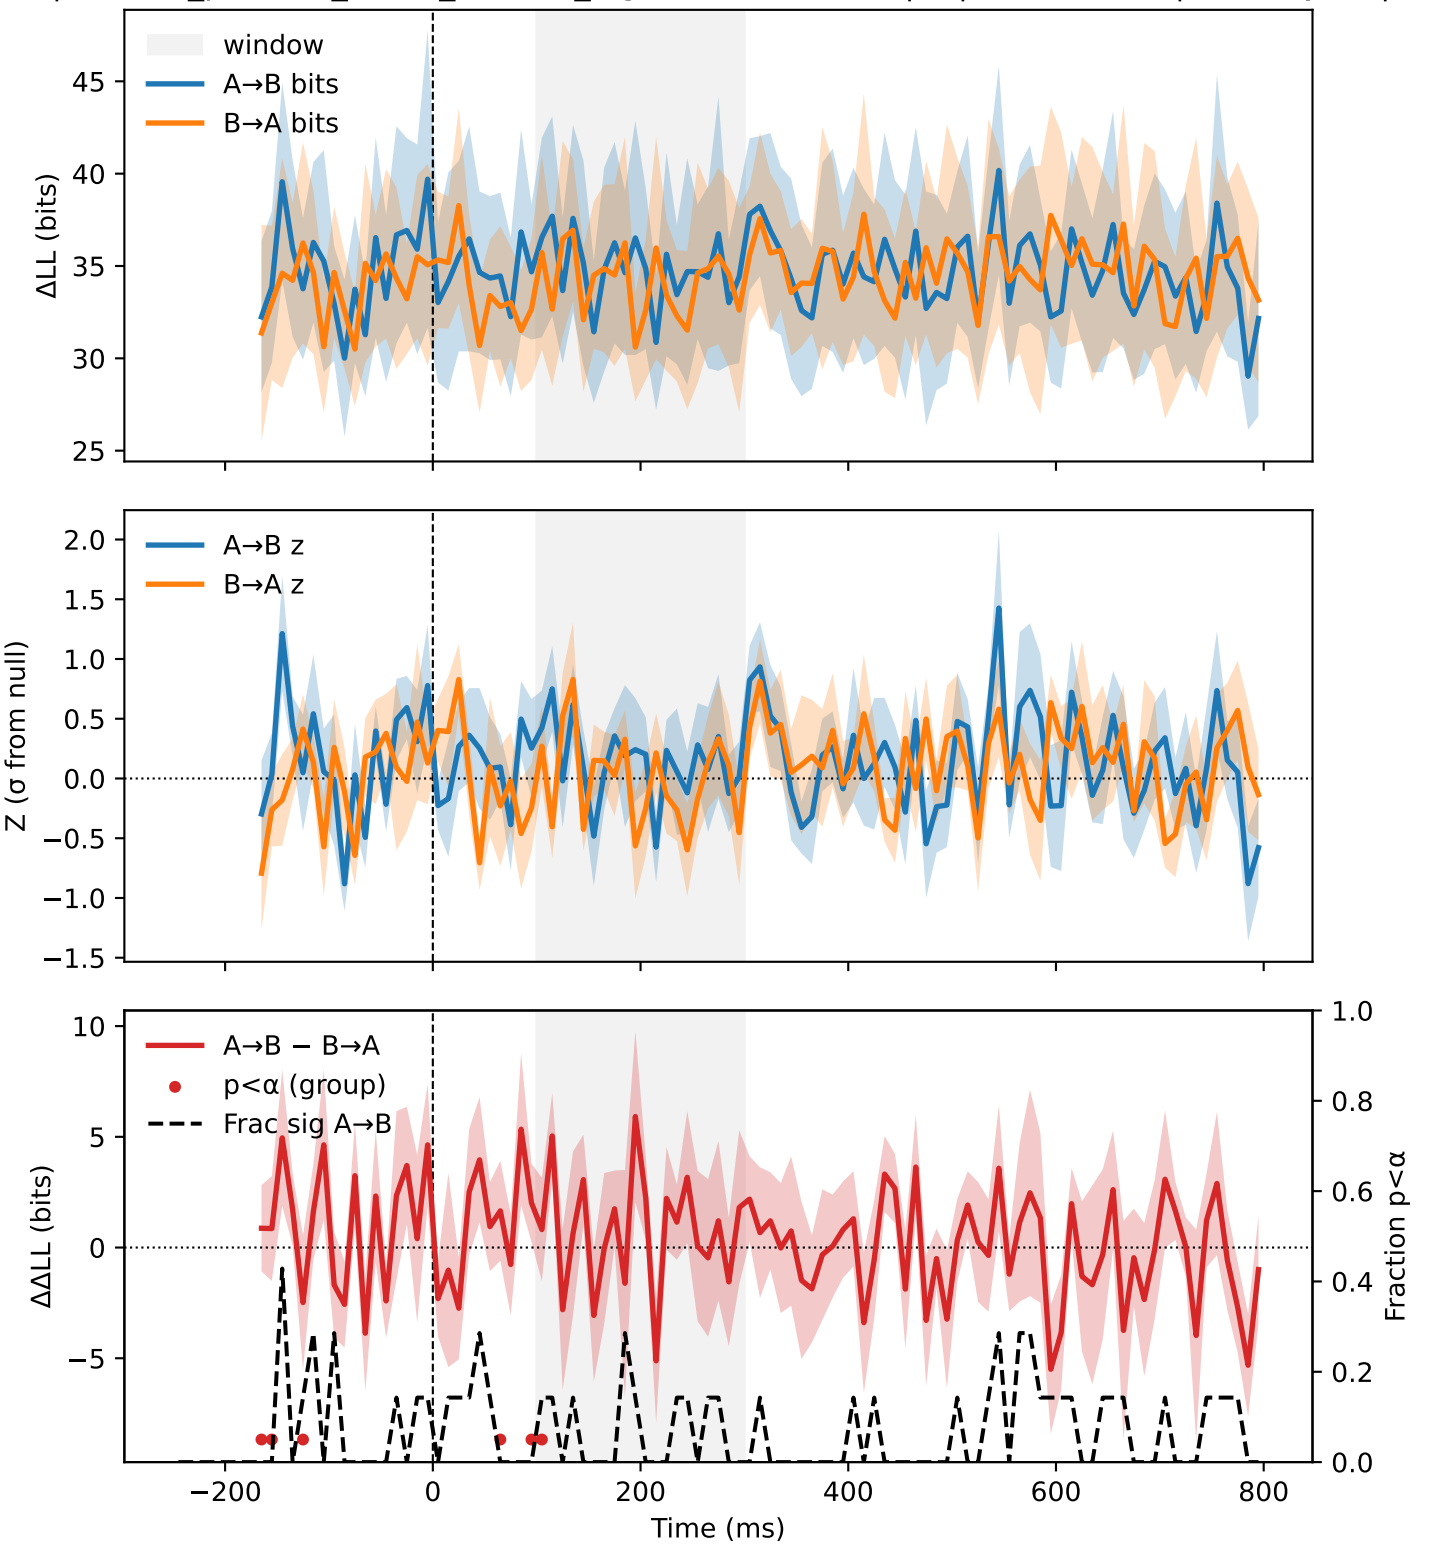 window
A→B bits
B→A bits
45
40
35
30
25
ΔLL (bits)
A→B z
B→A z
2.0
1.5
1.0
0.5
0.0
−0.5
−1.0
−1.5
Z (σ from null)
A→B − B→A
p<α (group)
Frac sig A→B
10
5
0
−5
ΔΔLL (bits)
1.0
0.8
0.6
0.4
0.2
0.0
Fraction p<α
−200 0 200 400 600 800
Time (ms)